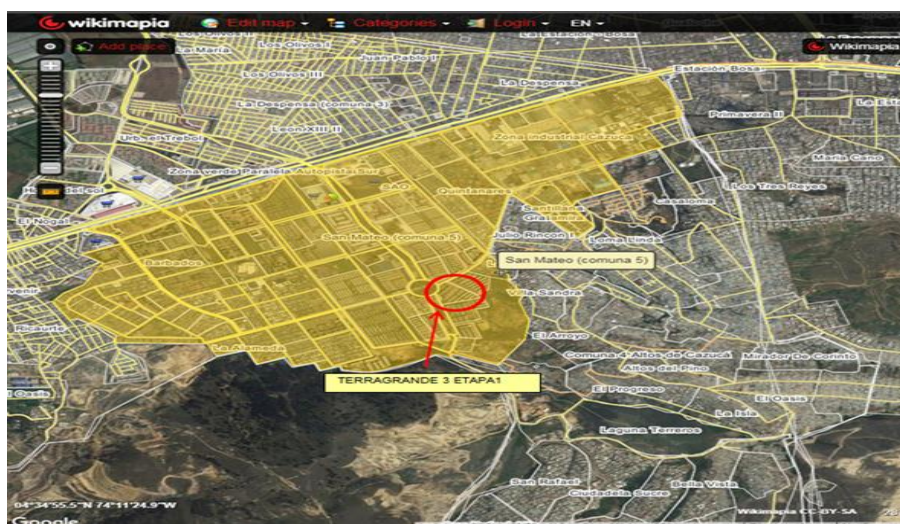 wikimapia Edit map Categories Login EN
Add place
Wikimapia
La María
Los Olivos I
Juan Pablo II
Estación Bosa
Los Olivos III
La Despensa
La Despensa (comuna 3)
Primavera II
Leon XIII II
Zona industrial Cazucá
Urb. el Trebol
María Cano
Zona verde Paralela Autopista Sur
SAO
Quintanares
Los Tres Reyes
Casaloma
El Nogal
Santillana
San Mateo (comuna 5)
Julio Rincon I
Loma Linda
Barbados
San Mateo (comuna 5)
Villa Sandra
Ricaurte
El Arroyo
La Alameda
Comuna 4 Altos de Cazucá
Mirador De Corinto
Altos del Pino
TERRAGRANDE 3 ETAPA1
El Progreso
El Oasis
La Isla
Laguna Terreros
San Rafael
Bella Vista
Ciudadela Sucre
04°34'55.5"N 74°11'24.9"W
Wikimapia CC-BY-SA
Google